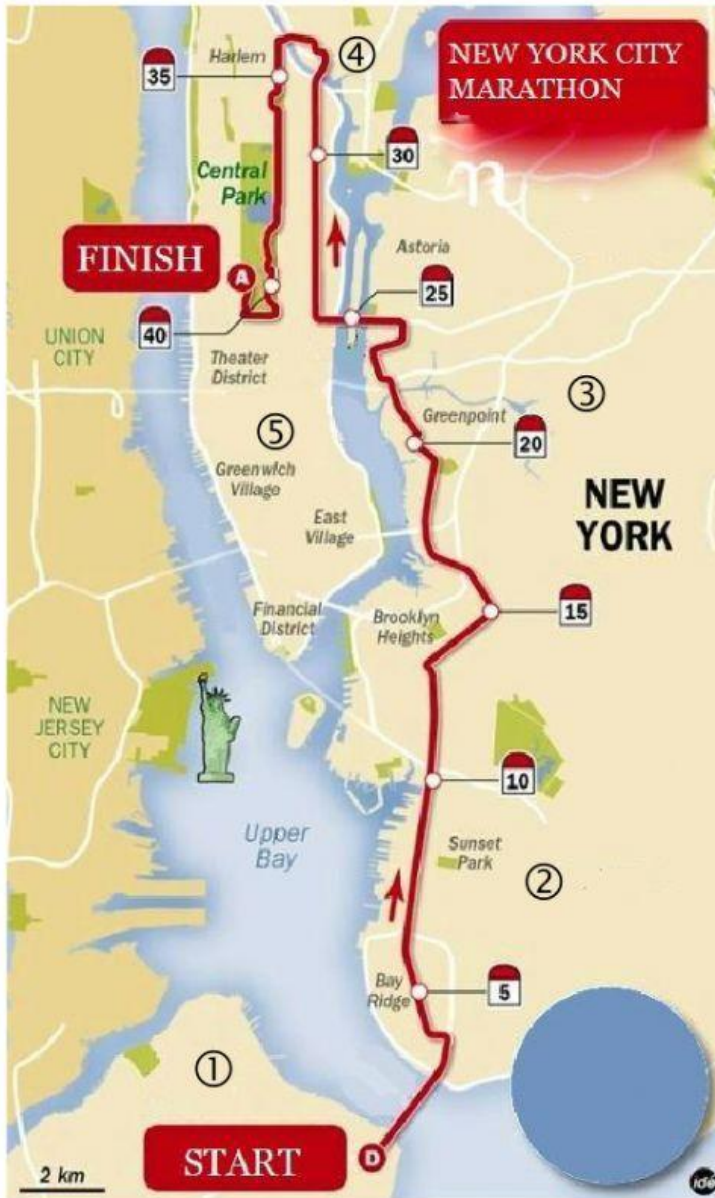 NEW YORK CITY
MARATHON
④
Harlem
35
30
Central
Park
FINISH
A
Astoria
25
UNION
CITY
40
Theater
District
③
Greenpoint
20
⑤
Greenwich
Village
NEW
YORK
East
Village
Financial
District
Brooklyn
Heights
15
NEW
JERSEY
CITY
10
Upper
Bay
Sunset
Park
②
Bay
Ridge
5
①
START
D
2 km
idé